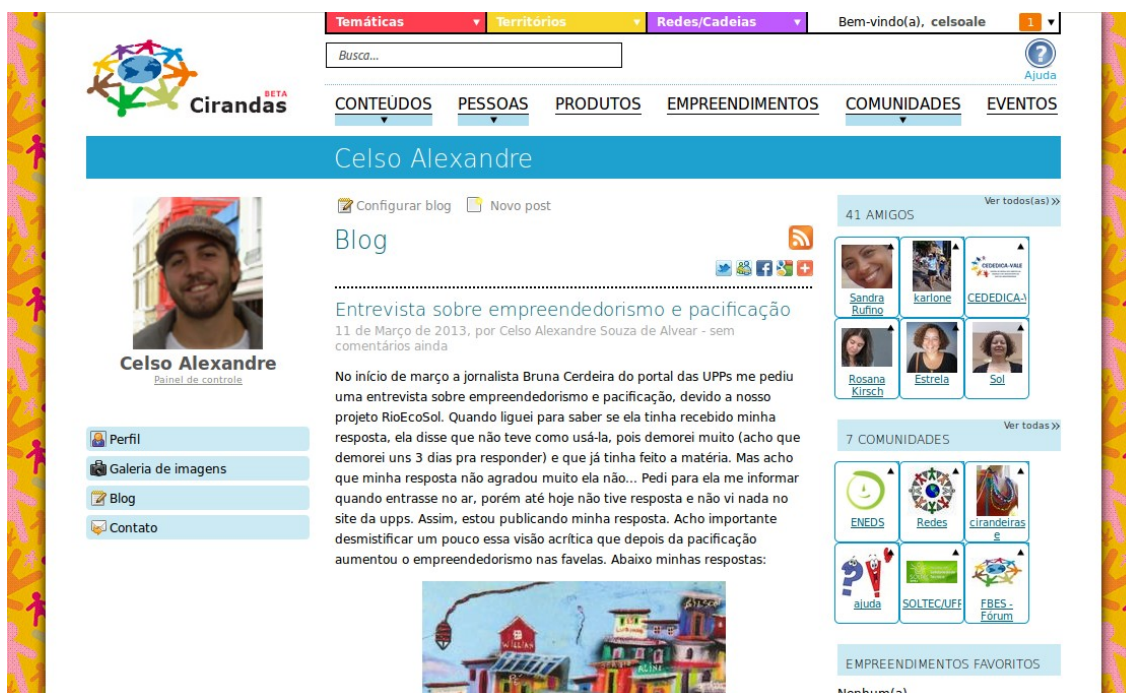 Temáticas
Territórios
Redes/Cadeias
Bem-vindo(a), celsoale
1
Busca...
Ajuda
BETA
Cirandas
CONTEÚDOS
PESSOAS
PRODUTOS
EMPREENDIMENTOS
COMUNIDADES
EVENTOS
Celso Alexandre
Celso Alexandre
Painel de controle
Perfil
Galeria de imagens
Blog
Contato
Configurar blog
Novo post
Blog
Entrevista sobre empreendedorismo e pacificação
11 de Março de 2013, por Celso Alexandre Souza de Alvear - sem
comentários ainda
No início de março a jornalista Bruna Cerdeira do portal das UPPs me pediu
uma entrevista sobre empreendedorismo e pacificação, devido a nosso
projeto RioEcoSol. Quando liguei para saber se ela tinha recebido minha
resposta, ela disse que não teve como usá-la, pois demorei muito (acho que
demorei uns 3 dias pra responder) e que já tinha feito a matéria. Mas acho
que minha resposta não agradou muito ela não... Pedi para ela me informar
quando entrasse no ar, porém até hoje não tive resposta e não vi nada no
site da upps. Assim, estou publicando minha resposta. Acho importante
desmistificar um pouco essa visão acrítica que depois da pacificação
aumentou o empreendedorismo nas favelas. Abaixo minhas respostas:
Ver todos(as)
41 AMIGOS
CEDEDICA-VALE
Sandra
Rufino
karlone
CEDEDICA-V
Rosana
Kirsch
Estrela
Sol
Ver todas
7 COMUNIDADES
ENEDS
Redes
cirandeiras
e
ajuda
SOLTEC/UFF
FBES -
Fórum
EMPREENDIMENTOS FAVORITOS
Nenhum(a)